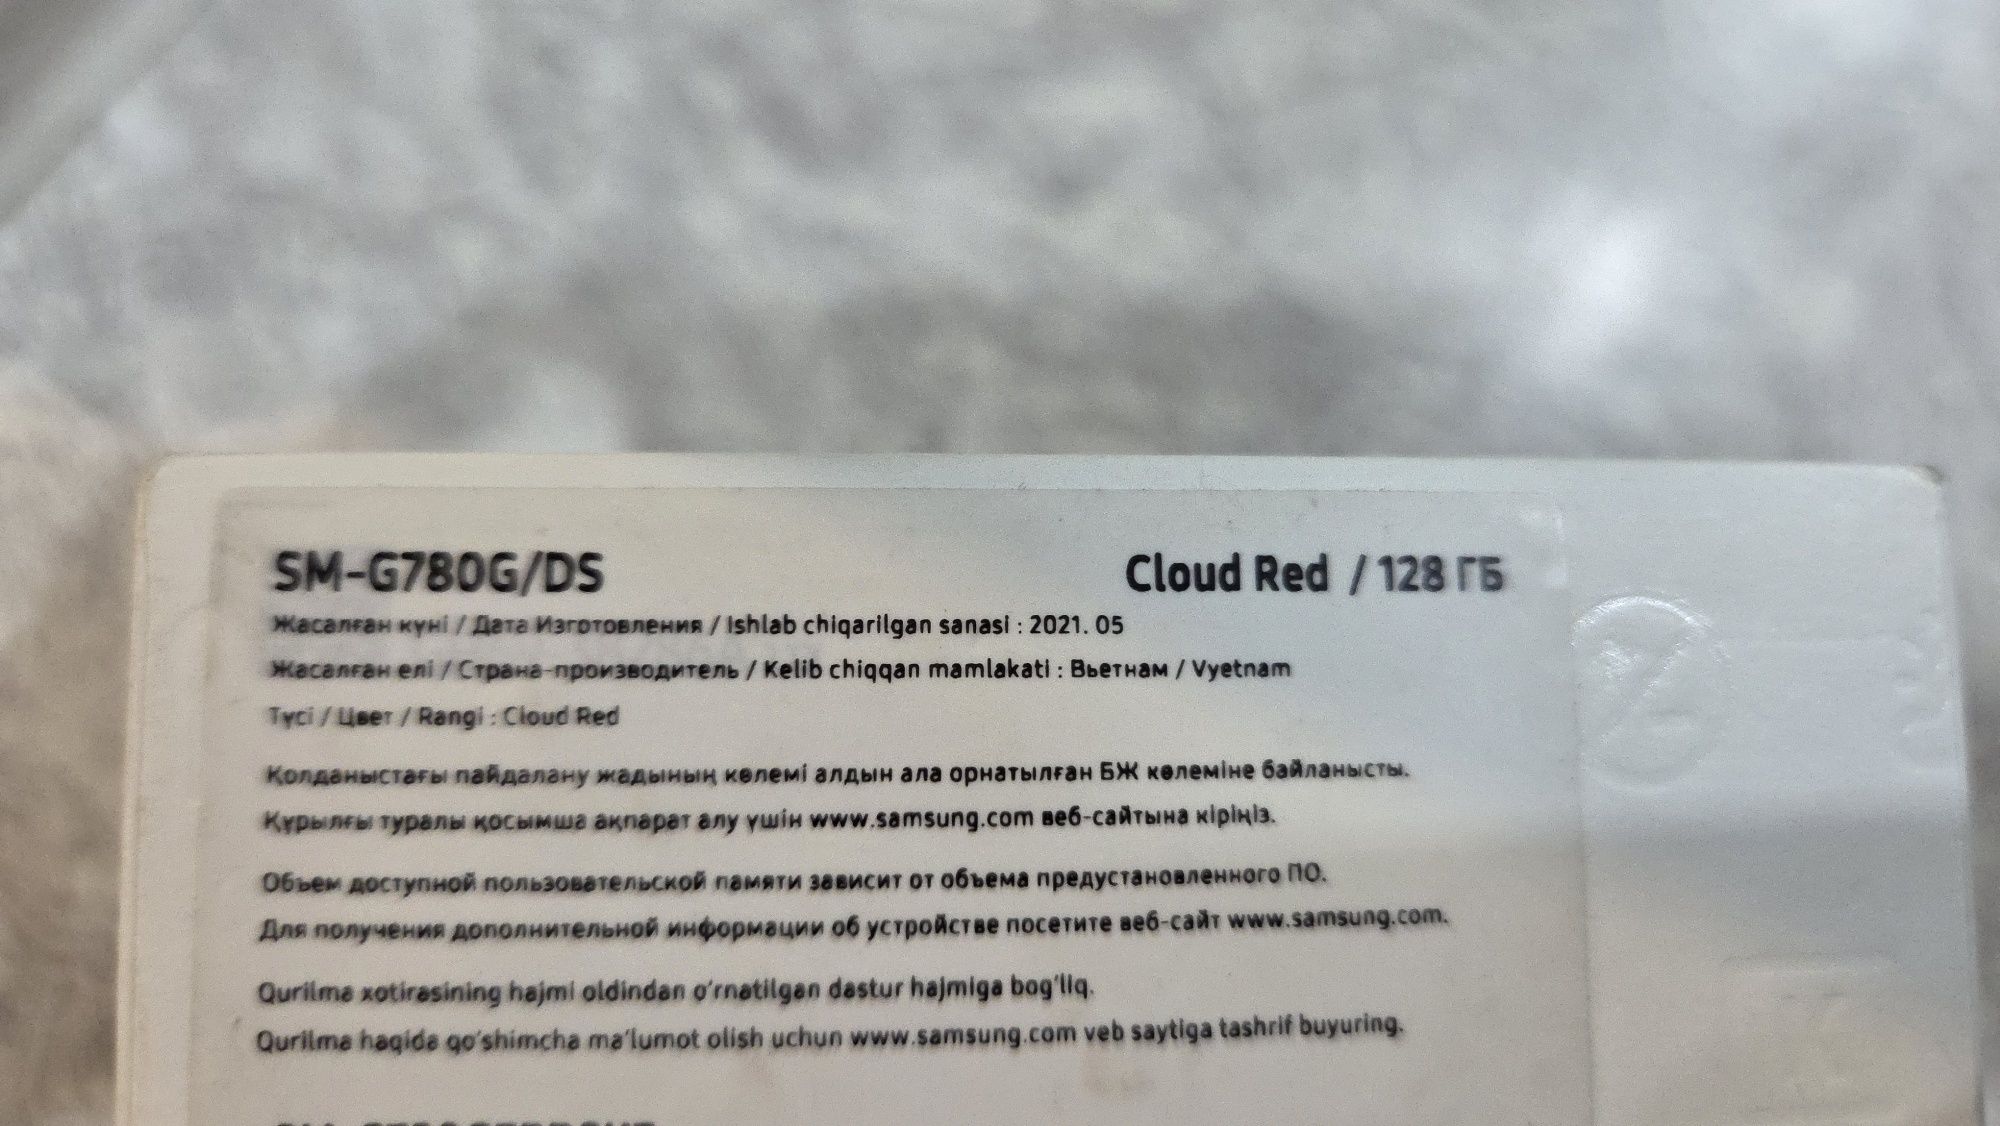 SM-G780G/DS
Cloud Red / 128 ГБ
Жасалған күні / Дата Изготовления / Ishlab chiqarilgan sanasi : 2021. 05
Жасалған елі / Страна-производитель / Kelib chiqqan mamlakati : Вьетнам / Vyetnam
Түсі / Цвет / Rangi : Cloud Red
Қолданыстағы пайдалану жадының көлемі алдын ала орнатылған БЖ көлеміне байланысты.
Құрылғы туралы қосымша ақпарат алу үшін www.samsung.com веб-сайтына кіріңіз.
Объем доступной пользовательской памяти зависит от объема предустановленного ПО.
Для получения дополнительной информации об устройстве посетите веб-сайт www.samsung.com.
Qurilma xotirasining hajmi oldindan o'rnatilgan dastur hajmiga bog'liq.
Qurilma haqida qo'shimcha ma'lumot olish uchun www.samsung.com veb saytiga tashrif buyuring.